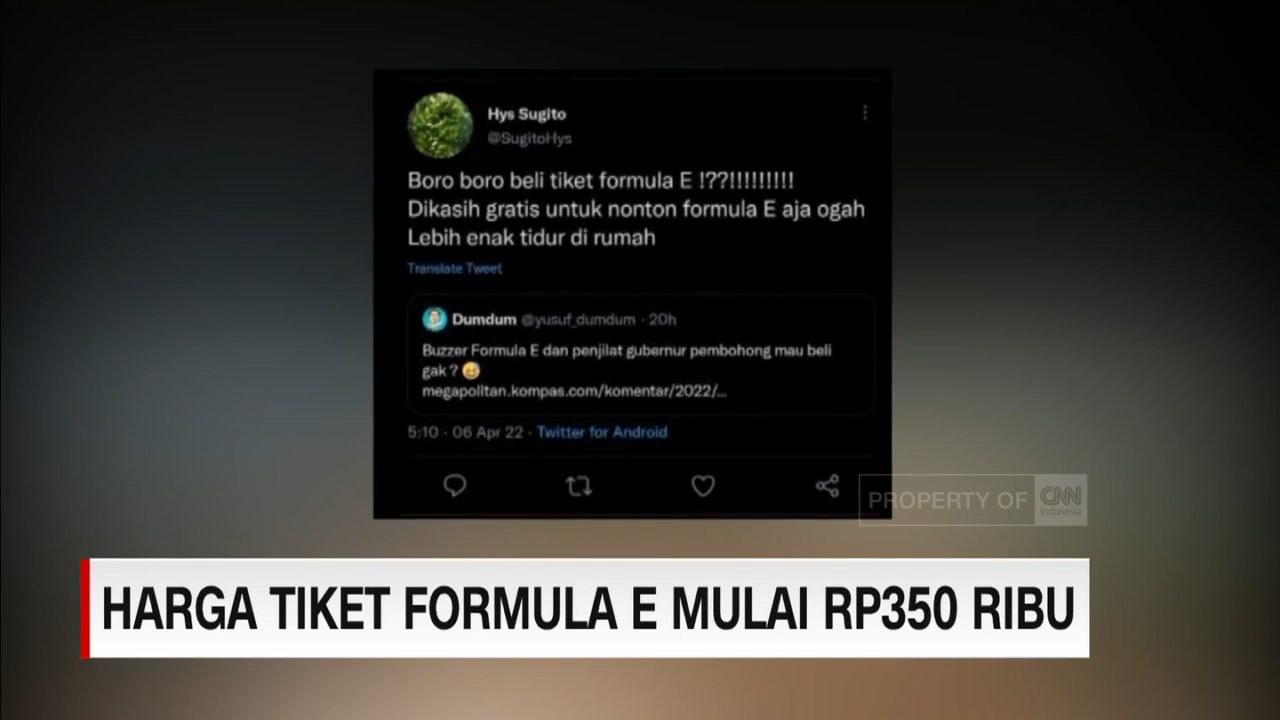 Hys Sugito
@SugitoHys
Boro boro beli tiket formula E !??!!!!!!!!!
Dikasih gratis untuk nonton formula E aja ogah
Lebih enak tidur di rumah
Translate Tweet
Dumdum @yusuf_dumdum · 20h
Buzzer Formula E dan penjilat gubernur pembohong mau beli
gak ? 😅
megapolitan.kompas.com/komentar/2022/...
5:10 · 06 Apr 22 · Twitter for Android
PROPERTY OF CNN Indonesia
HARGA TIKET FORMULA E MULAI RP350 RIBU